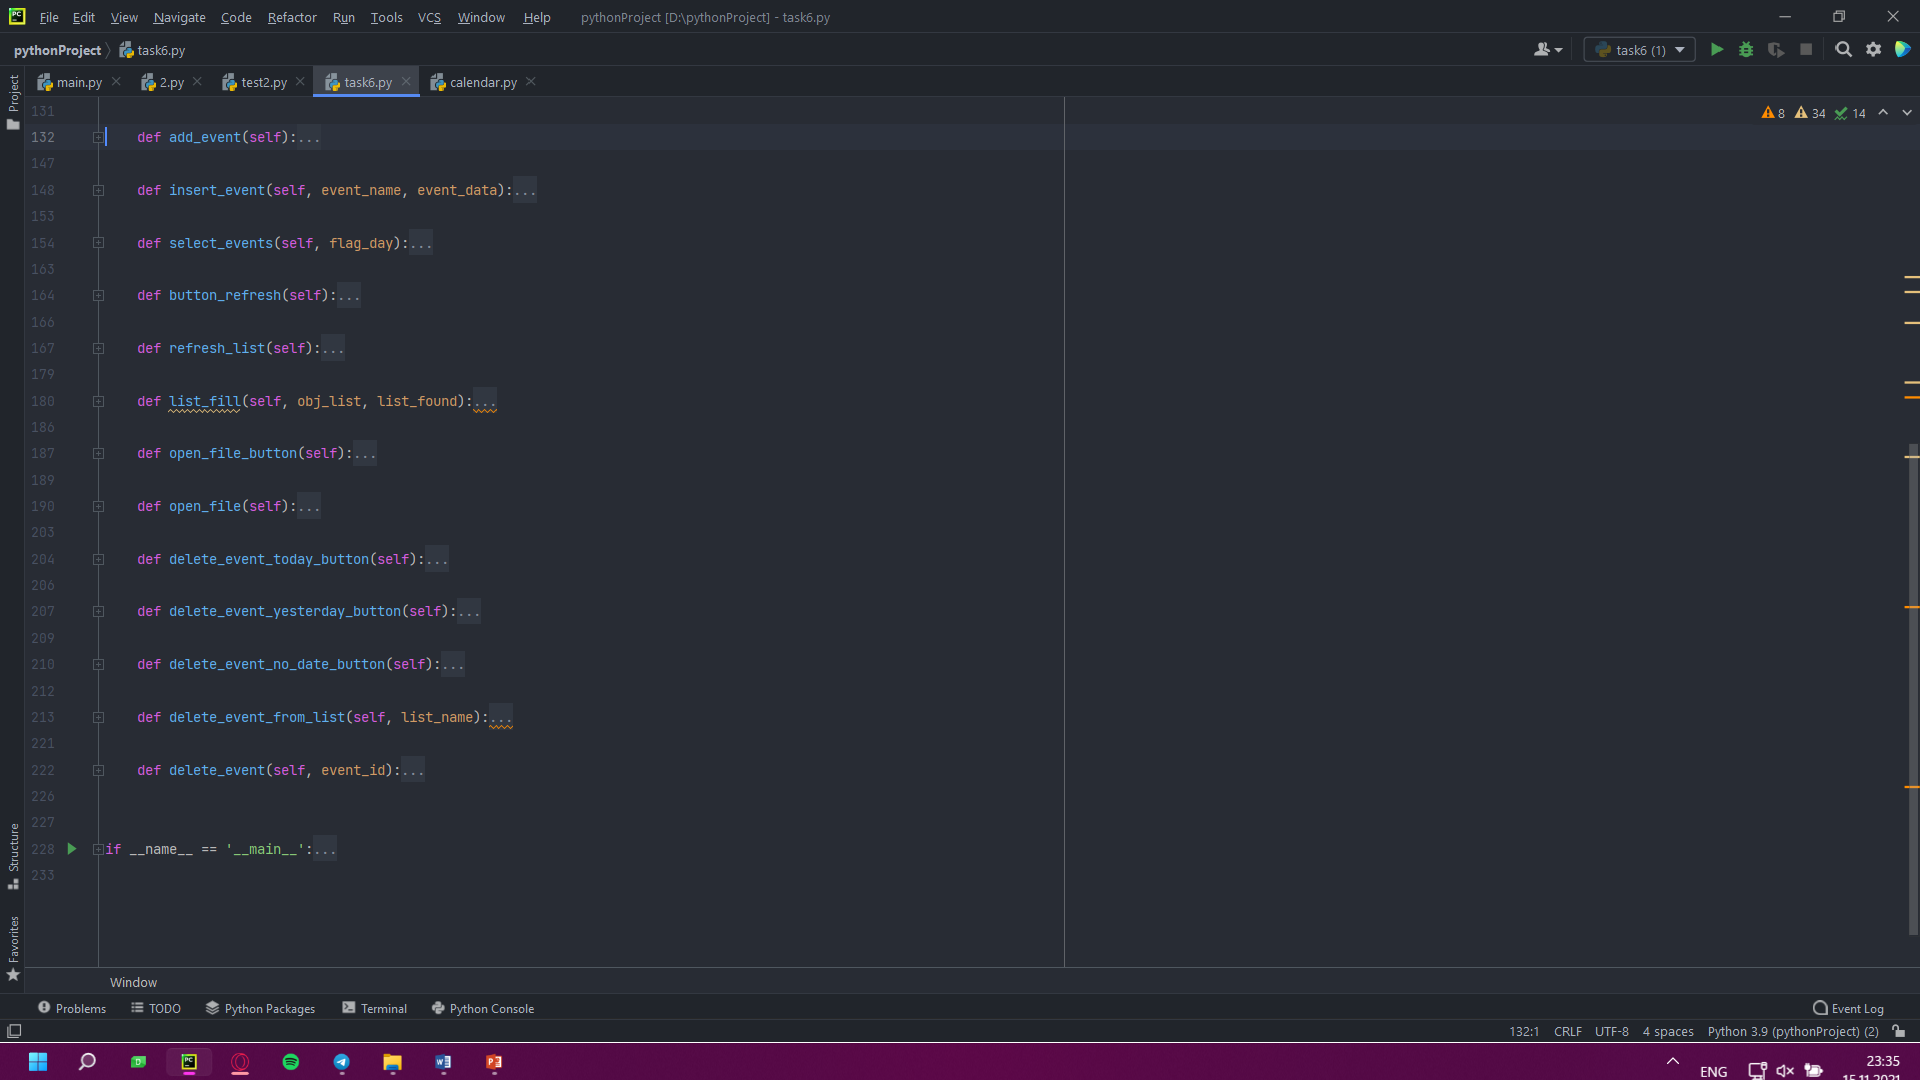 File Edit View Navigate Code Refactor Run Tools VCS Window Help pythonProject [D:\pythonProject] - task6.py
pythonProject task6.py task6 (1)
main.py 2.py test2.py task6.py calendar.py
Project
131
8 34 14
132 def add_event(self):...
147
148 def insert_event(self, event_name, event_data):...
153
154 def select_events(self, flag_day):...
163
164 def button_refresh(self):...
166
167 def refresh_list(self):...
179
180 def list_fill(self, obj_list, list_found):...
186
187 def open_file_button(self):...
189
190 def open_file(self):...
203
204 def delete_event_today_button(self):...
206
207 def delete_event_yesterday_button(self):...
209
210 def delete_event_no_date_button(self):...
212
213 def delete_event_from_list(self, list_name):...
221
222 def delete_event(self, event_id):...
226
227
228 if __name__ == '__main__':...
233
Structure
Favorites
Window
Problems TODO Python Packages Terminal Python Console Event Log
132:1 CRLF UTF-8 4 spaces Python 3.9 (pythonProject) (2)
ENG 23:35
15.11.2021